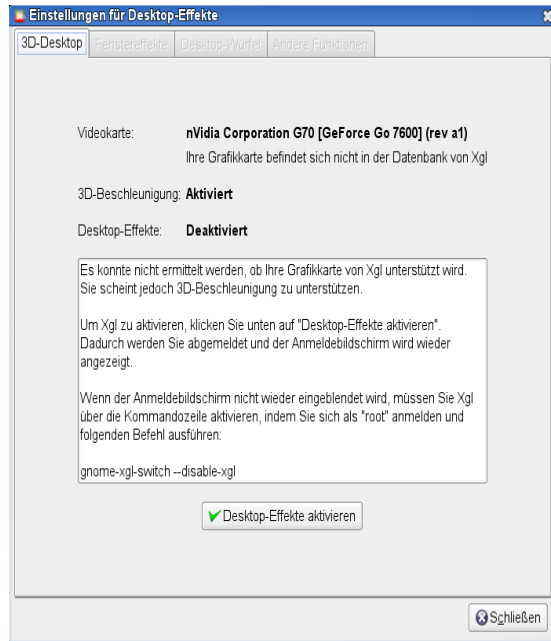 Einstellungen für Desktop-Effekte
3D-Desktop Fenstereffekte Desktop-Würfel Andere Funktionen
Videokarte: nVidia Corporation G70 [GeForce Go 7600] (rev a1)
Ihre Grafikkarte befindet sich nicht in der Datenbank von Xgl
3D-Beschleunigung: Aktiviert
Desktop-Effekte: Deaktiviert
Es konnte nicht ermittelt werden, ob Ihre Grafikkarte von Xgl unterstützt wird.
Sie scheint jedoch 3D-Beschleunigung zu unterstützen.
Um Xgl zu aktivieren, klicken Sie unten auf "Desktop-Effekte aktivieren".
Dadurch werden Sie abgemeldet und der Anmeldebildschirm wird wieder
angezeigt.
Wenn der Anmeldebildschirm nicht wieder eingeblendet wird, müssen Sie Xgl
über die Kommandozeile aktivieren, indem Sie sich als "root" anmelden und
folgenden Befehl ausführen:
gnome-xgl-switch --disable-xgl
Desktop-Effekte aktivieren
Schließen